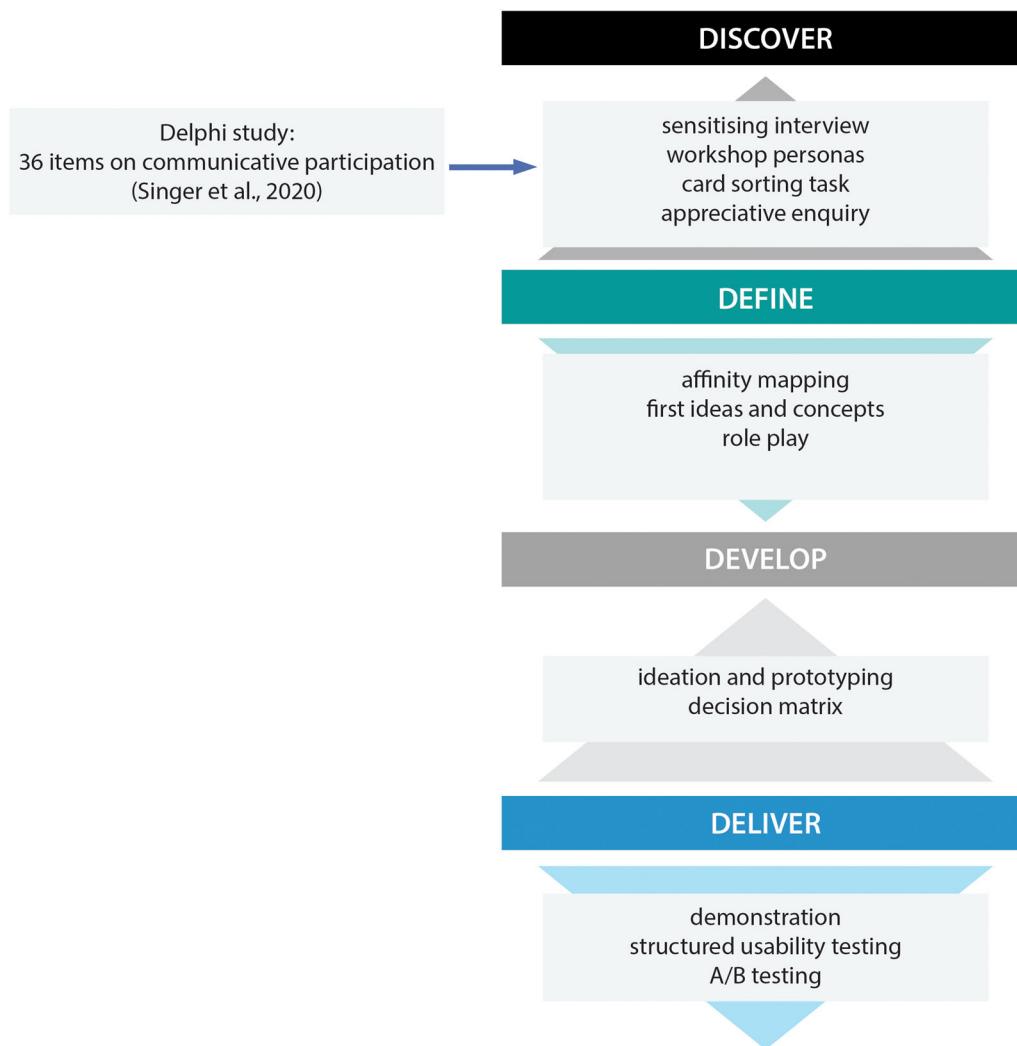 DISCOVER
Delphi study:
36 items on communicative participation
(Singer et al., 2020)
sensitising interview
workshop personas
card sorting task
appreciative enquiry
DEFINE
affinity mapping
first ideas and concepts
role play
DEVELOP
ideation and prototyping
decision matrix
DELIVER
demonstration
structured usability testing
A/B testing